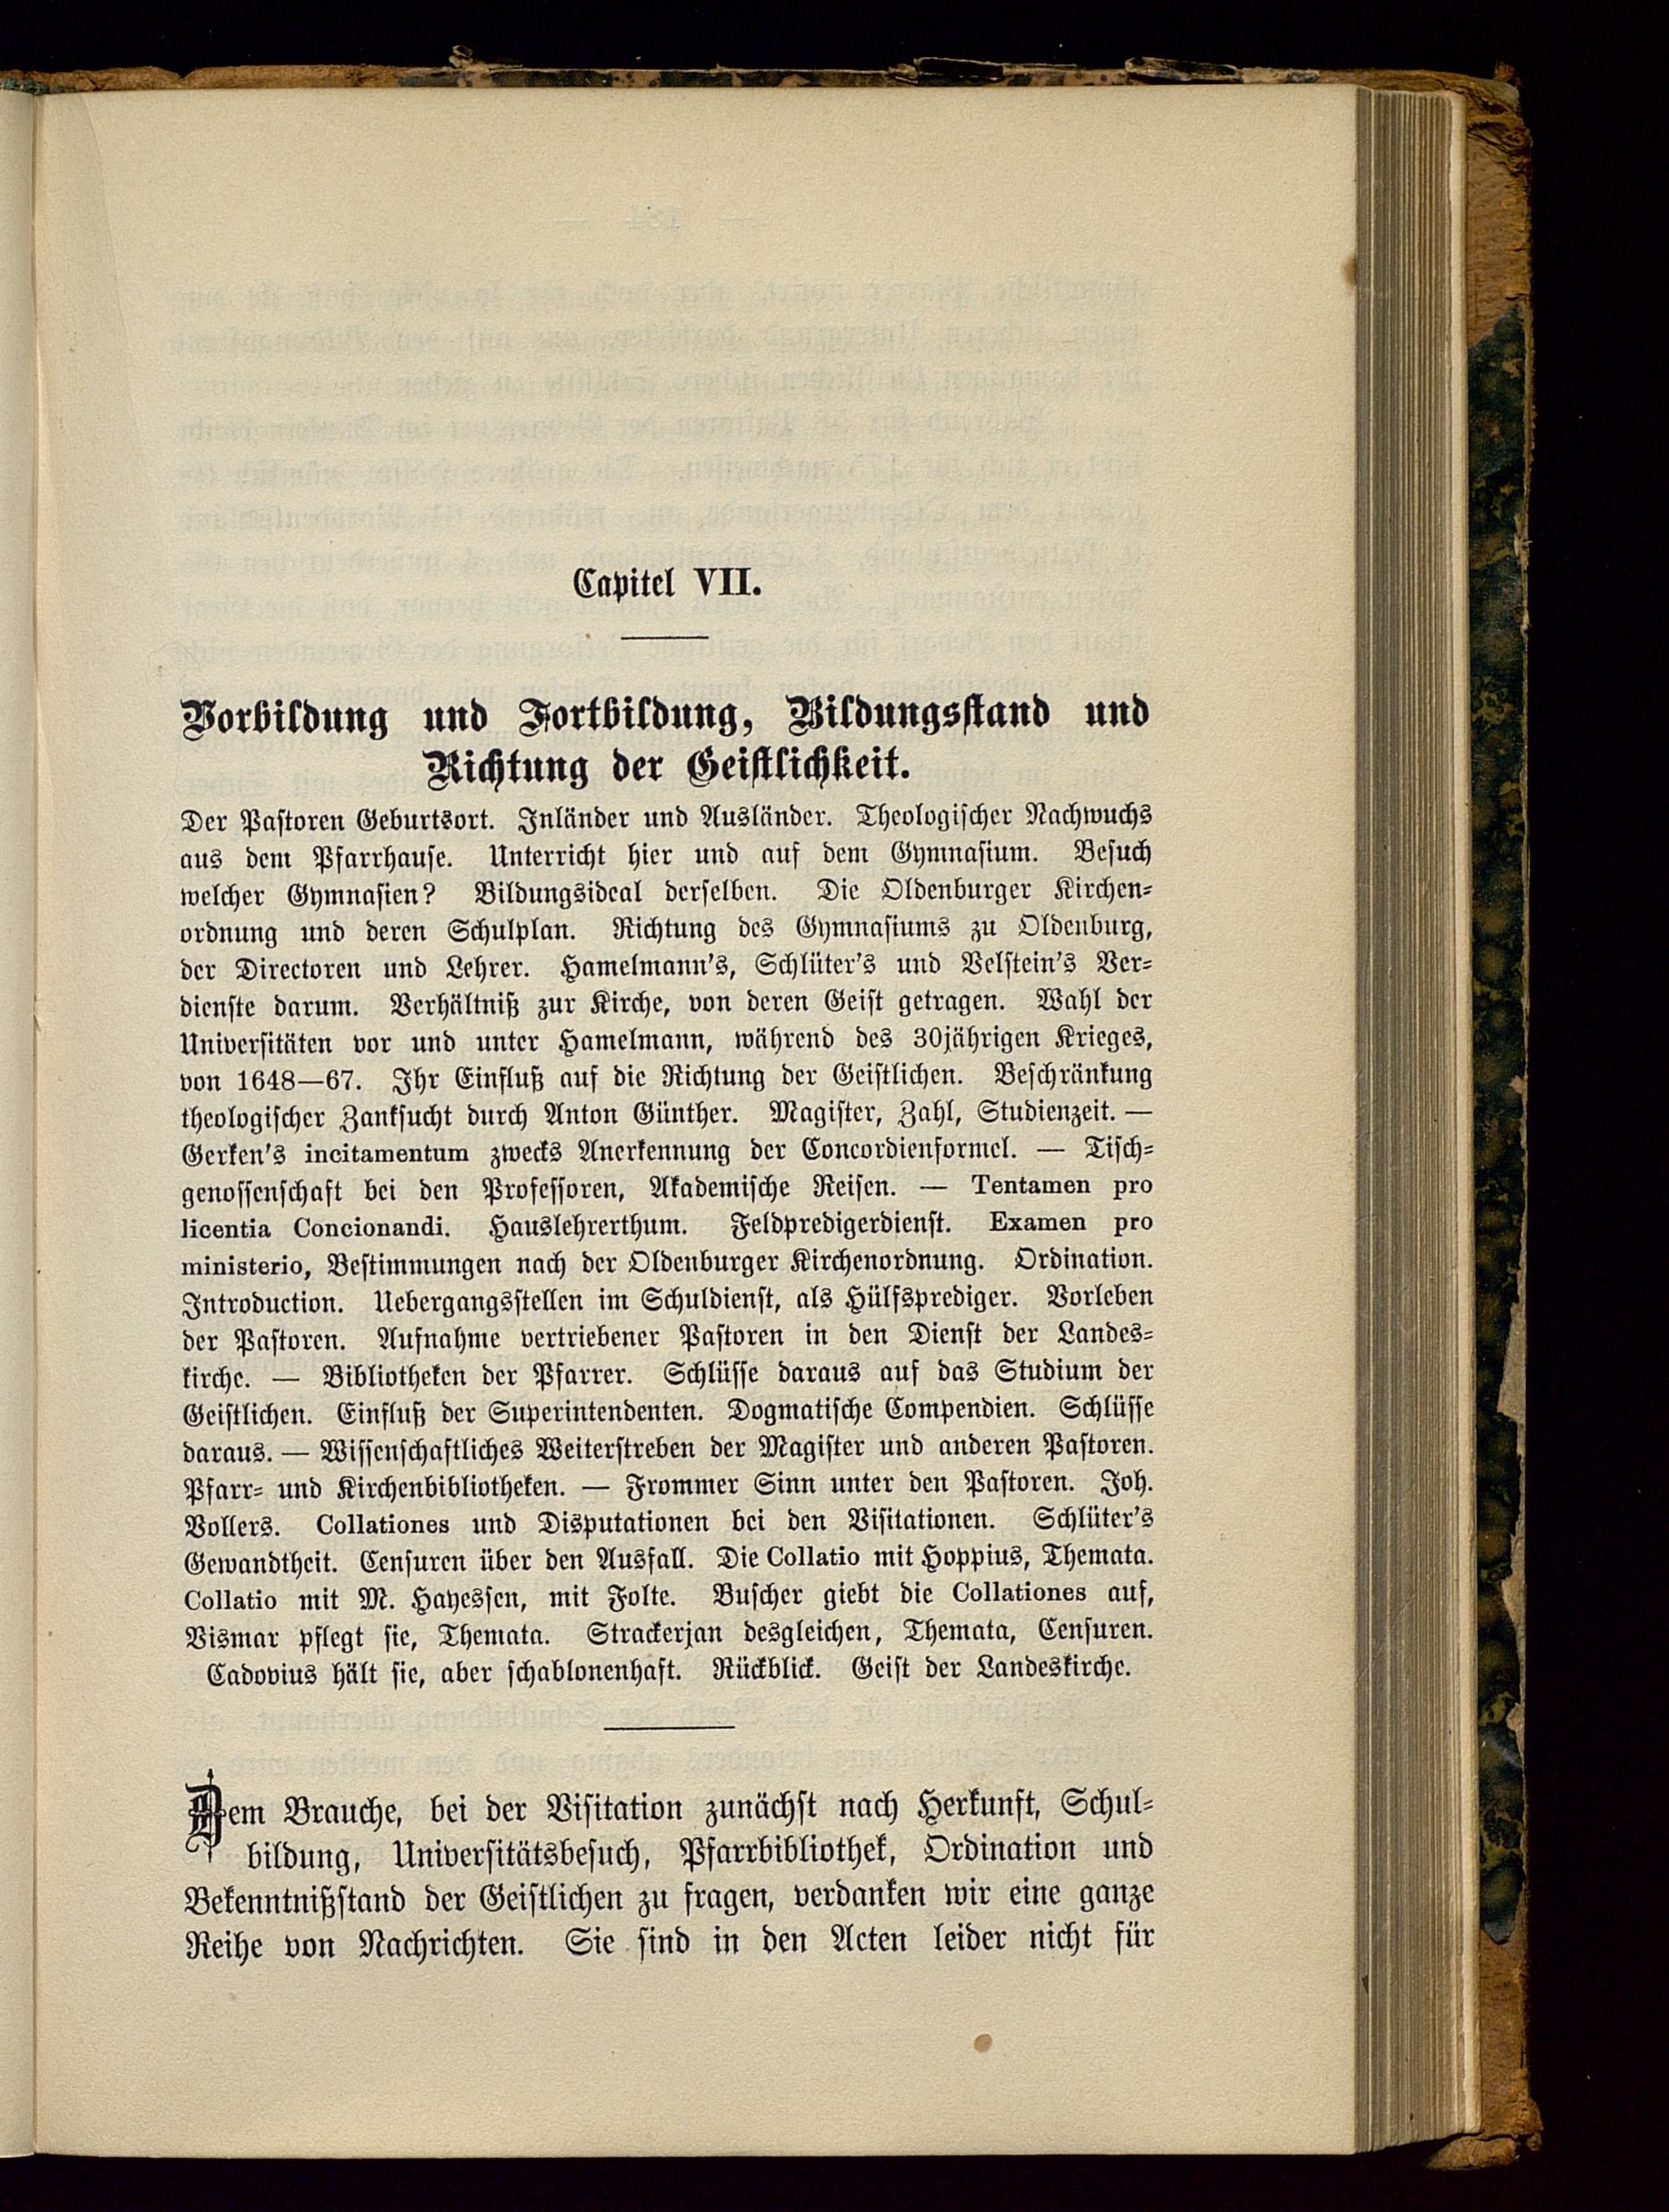 Capitel VII.
Vorbildung und Fortbildung, Bildungsstand und
Richtung der Geistlichkeit.
Der Pastoren Geburtsort. Inländer und Ausländer. Theologischer Nachwuchs
aus dem Pfarrhause. Unterricht hier und auf dem Gymnasium. Besuch
welcher Gymnasien? Bildungsideal derselben. Die Oldenburger Kirchen-
ordnung und deren Schulplan. Richtung des Gymnasiums zu Oldenburg,
der Directoren und Lehrer. Hamelmann's, Schlüter's und Velstein's Ver-
dienste darum. Verhältniß zur Kirche, von deren Geist getragen. Wahl der
Universitäten vor und unter Hamelmann, während des 30jährigen Krieges,
von 1648—67. Ihr Einfluß auf die Richtung der Geistlichen. Beschränkung
theologischer Zanksucht durch Anton Günther. Magister, Zahl, Studienzeit. —
Gerken's incitamentum zwecks Anerkennung der Concordienformel. — Tisch-
genossenschaft bei den Professoren, Akademische Reisen. — Tentamen pro
licentia Concionandi. Hauslehrerthum. Feldpredigerdienst. Examen pro
ministerio, Bestimmungen nach der Oldenburger Kirchenordnung. Ordination.
Introduction. Uebergangsstellen im Schuldienst, als Hülfsprediger. Vorleben
der Pastoren. Aufnahme vertriebener Pastoren in den Dienst der Landes-
kirche. — Bibliotheken der Pfarrer. Schlüsse daraus auf das Studium der
Geistlichen. Einfluß der Superintendenten. Dogmatische Compendien. Schlüsse
daraus. — Wissenschaftliches Weiterstreben der Magister und anderen Pastoren.
Pfarr- und Kirchenbibliotheken. — Frommer Sinn unter den Pastoren. Joh.
Vollers. Collationes und Disputationen bei den Visitationen. Schlüter's
Gewandtheit. Censuren über den Ausfall. Die Collatio mit Hoppius, Themata.
Collatio mit M. Hayessen, mit Folte. Buscher giebt die Collationes auf,
Vismar pflegt sie, Themata. Strackerjan desgleichen, Themata, Censuren.
Cadovius hält sie, aber schablonenhaft. Rückblick. Geist der Landeskirche.
Dem Brauche, bei der Visitation zunächst nach Herkunft, Schul-
bildung, Universitätsbesuch, Pfarrbibliothek, Ordination und
Bekenntnißstand der Geistlichen zu fragen, verdanken wir eine ganze
Reihe von Nachrichten. Sie sind in den Acten leider nicht für